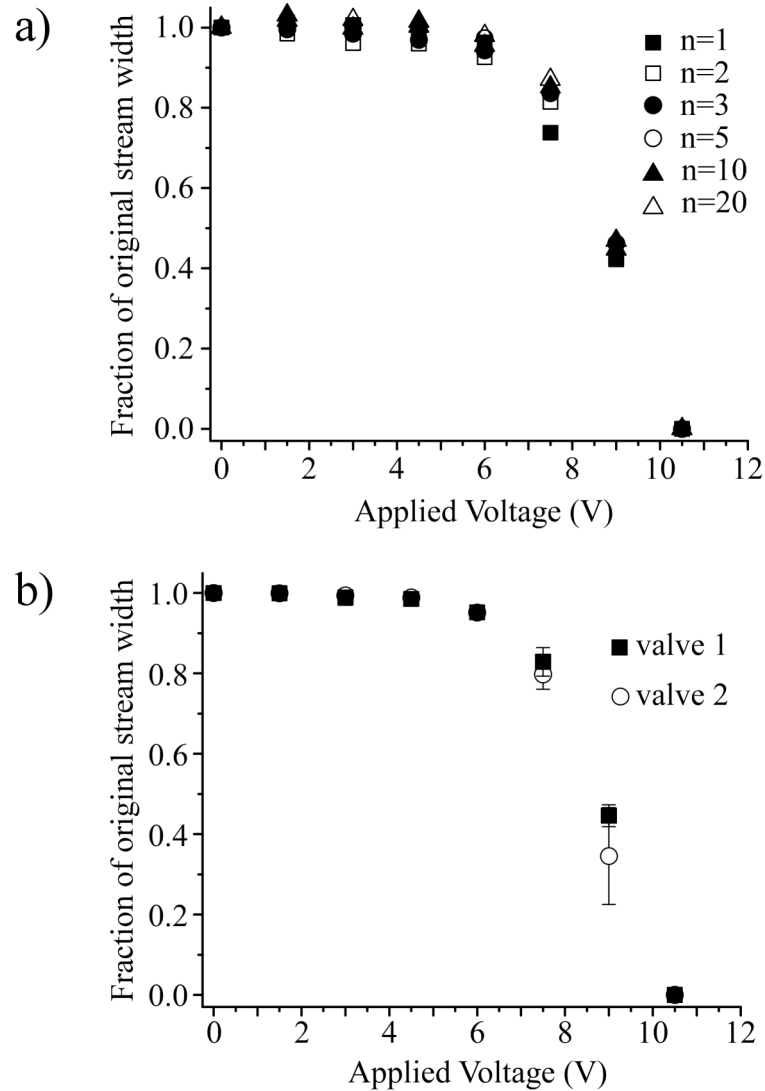 a)
Fraction of original stream width
1.0
0.8
0.6
0.4
0.2
0.0
0 2 4 6 8 10 12
Applied Voltage (V)
n=1
n=2
n=3
n=5
n=10
n=20
b)
Fraction of original stream width
1.0
0.8
0.6
0.4
0.2
0.0
0 2 4 6 8 10 12
Applied Voltage (V)
valve 1
valve 2